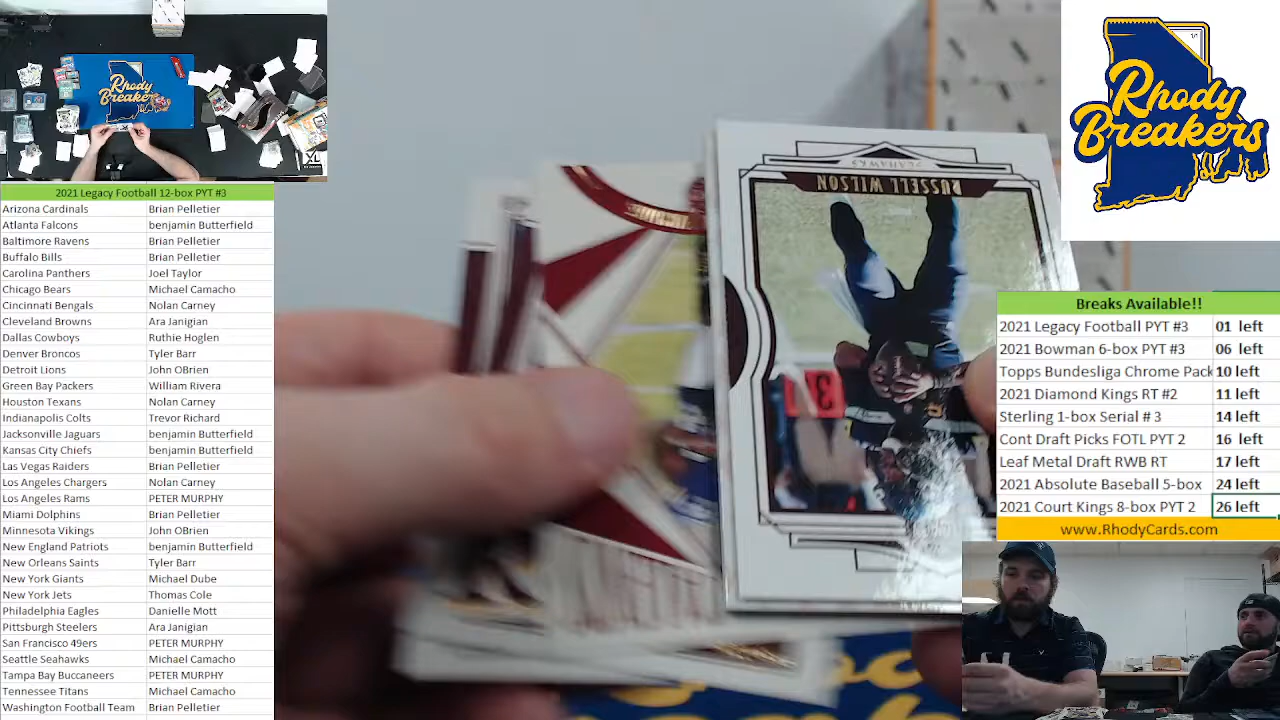 Rhody
Breakers
XL
2021 Legacy Football 12-box PYT #3
Arizona Cardinals Brian Pelletier
Atlanta Falcons benjamin Butterfield
Baltimore Ravens Brian Pelletier
Buffalo Bills Brian Pelletier
Carolina Panthers Joel Taylor
Chicago Bears Michael Camacho
Cincinnati Bengals Nolan Carney
Cleveland Browns Ara Janigian
Dallas Cowboys Ruthie Hoglen
Denver Broncos Tyler Barr
Detroit Lions John OBrien
Green Bay Packers William Rivera
Houston Texans Nolan Carney
Indianapolis Colts Trevor Richard
Jacksonville Jaguars benjamin Butterfield
Kansas City Chiefs benjamin Butterfield
Las Vegas Raiders Brian Pelletier
Los Angeles Chargers Nolan Carney
Los Angeles Rams PETER MURPHY
Miami Dolphins Brian Pelletier
Minnesota Vikings John OBrien
New England Patriots benjamin Butterfield
New Orleans Saints Tyler Barr
New York Giants Michael Dube
New York Jets Thomas Cole
Philadelphia Eagles Danielle Mott
Pittsburgh Steelers Ara Janigian
San Francisco 49ers PETER MURPHY
Seattle Seahawks Michael Camacho
Tampa Bay Buccaneers PETER MURPHY
Tennessee Titans Michael Camacho
Washington Football Team Brian Pelletier
SEAHAWKS
RUSSELL WILSON
Rhody
Breakers
Breaks Available!!
2021 Legacy Football PYT #3 01 left
2021 Bowman 6-box PYT #3 06 left
Topps Bundesliga Chrome Pack 10 left
2021 Diamond Kings RT #2 11 left
Sterling 1-box Serial # 3 14 left
Cont Draft Picks FOTL PYT 2 16 left
Leaf Metal Draft RWB RT 17 left
2021 Absolute Baseball 5-box 24 left
2021 Court Kings 8-box PYT 2 26 left
www.RhodyCards.com